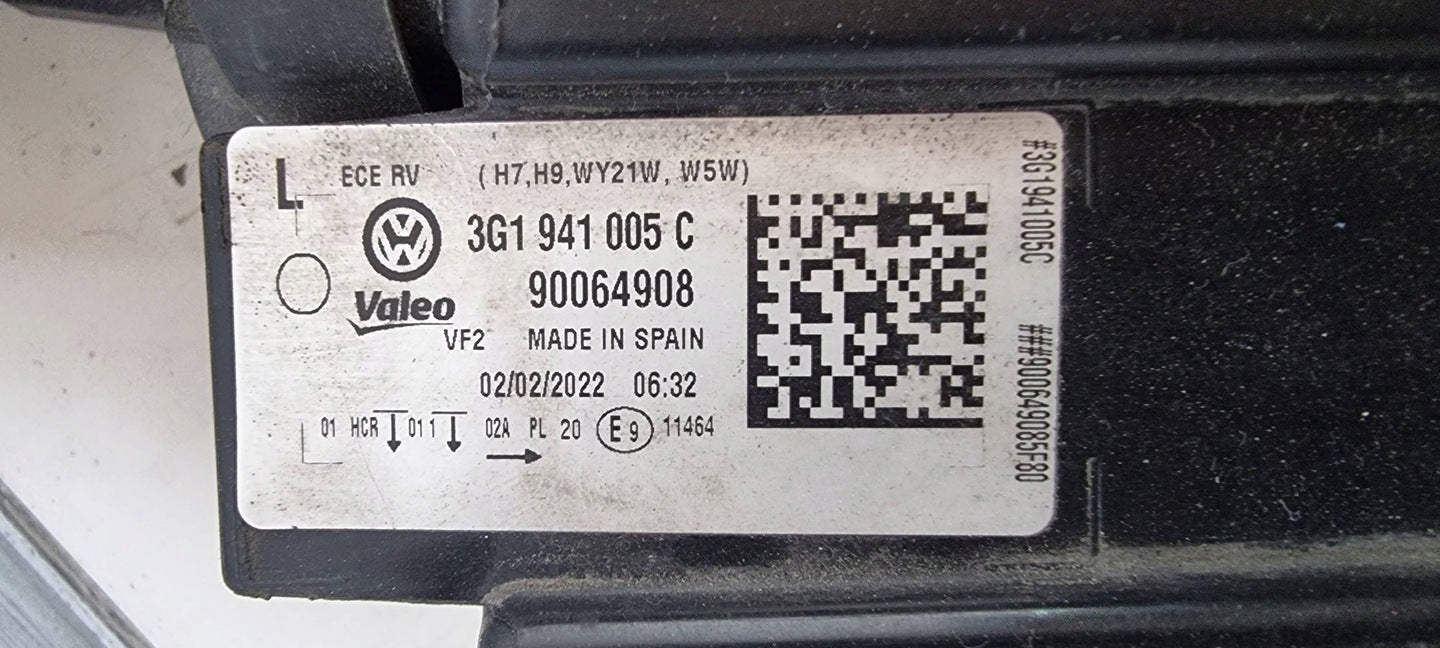 L ECE RV (H7,H9,WY21W, W5W)
3G1 941 005 C
90064908
Valeo
VF2 MADE IN SPAIN
02/02/2022 06:32
01 HCR 01 1 02A PL 20 E9 11464
#3G1941005C
###900649085F80